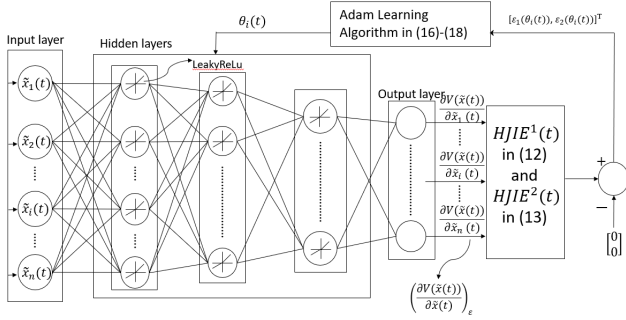 θᵢ(t)
Adam Learning
Algorithm in (16)-(18)
[ε₁(θᵢ(t)), ε₂(θᵢ(t))]ᵀ
Input layer
Hidden layers
LeakyReLu
Output layer
x̃₁(t)
x̃₂(t)
x̃ᵢ(t)
x̃ₙ(t)
∂V(x̃(t))
∂x̃₁(t)
∂V(x̃(t))
∂x̃ᵢ(t)
∂V(x̃(t))
∂x̃ₙ(t)
HJIE¹(t)
in (12)
and
HJIE²(t)
in (13)
+
−
[0
0]
(∂V(x̃(t))
∂x̃(t))ε